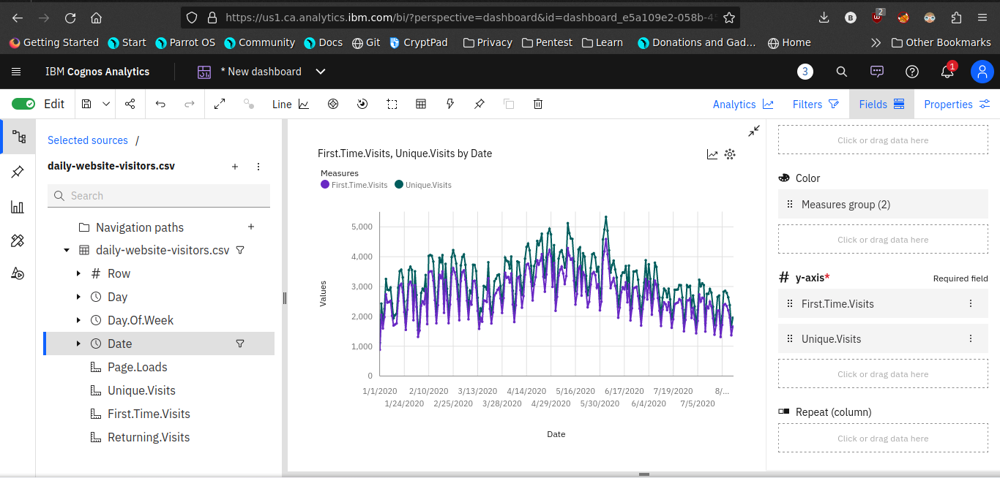 https://us1.ca.analytics.ibm.com/bi/?perspective=dashboard&id=dashboard_e5a109e2-058b-4
B
2
Getting Started
Start
Parrot OS
Community
Docs
Git
CryptPad
Privacy
Pentest
Learn
Donations and Gad...
Home
Other Bookmarks
IBM Cognos Analytics
* New dashboard
3
1
Edit
Line
Analytics
Filters
Fields
Properties
Selected sources /
daily-website-visitors.csv
Search
Navigation paths
daily-website-visitors.csv
Row
Day
Day.Of.Week
Date
Page.Loads
Unique.Visits
First.Time.Visits
Returning.Visits
First.Time.Visits, Unique.Visits by Date
Measures
First.Time.Visits Unique.Visits
5,000
4,000
3,000
2,000
1,000
0
Values
1/1/2020 2/10/2020 3/13/2020 4/14/2020 5/16/2020 6/17/2020 7/19/2020 8/...
1/24/2020 2/25/2020 3/28/2020 4/29/2020 5/30/2020 6/4/2020 7/5/2020
Date
Click or drag data here
Color
Measures group (2)
Click or drag data here
# y-axis* Required field
First.Time.Visits
Unique.Visits
Click or drag data here
Repeat (column)
Click or drag data here